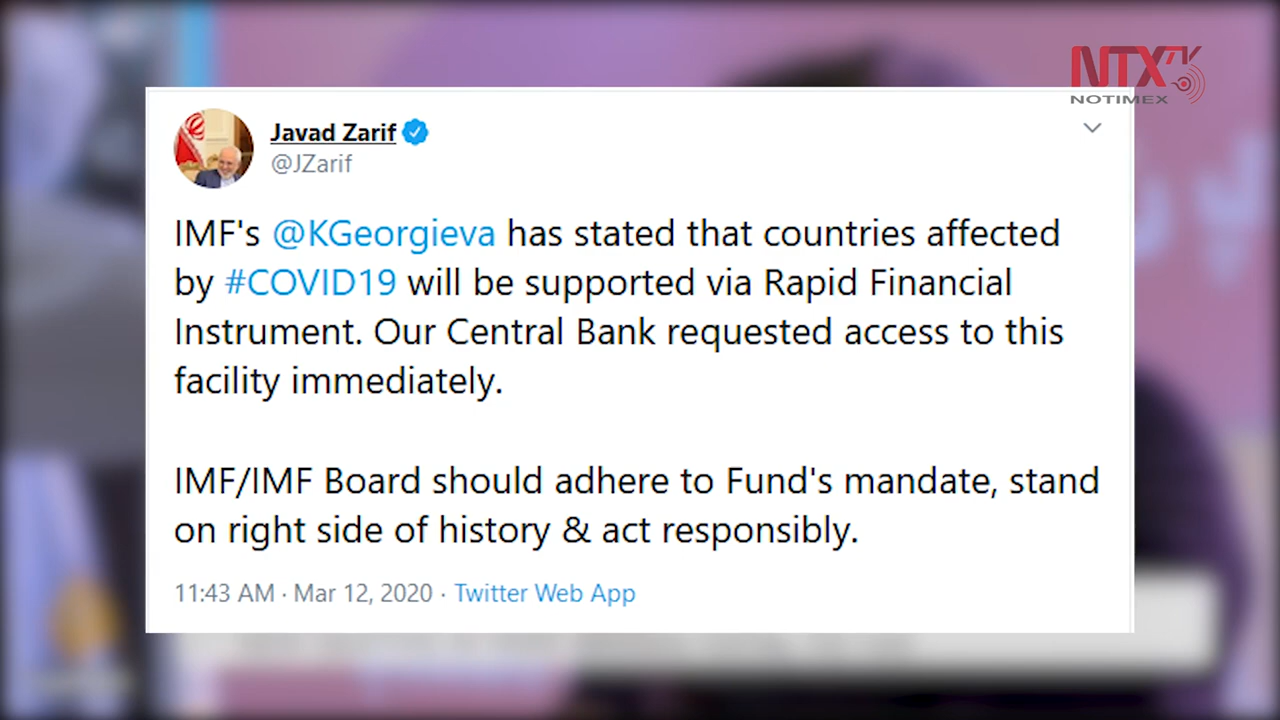 NTX TV
NOTIMEX
Javad Zarif
@JZarif
IMF's @KGeorgieva has stated that countries affected
by #COVID19 will be supported via Rapid Financial
Instrument. Our Central Bank requested access to this
facility immediately.
IMF/IMF Board should adhere to Fund's mandate, stand
on right side of history & act responsibly.
11:43 AM · Mar 12, 2020 · Twitter Web App